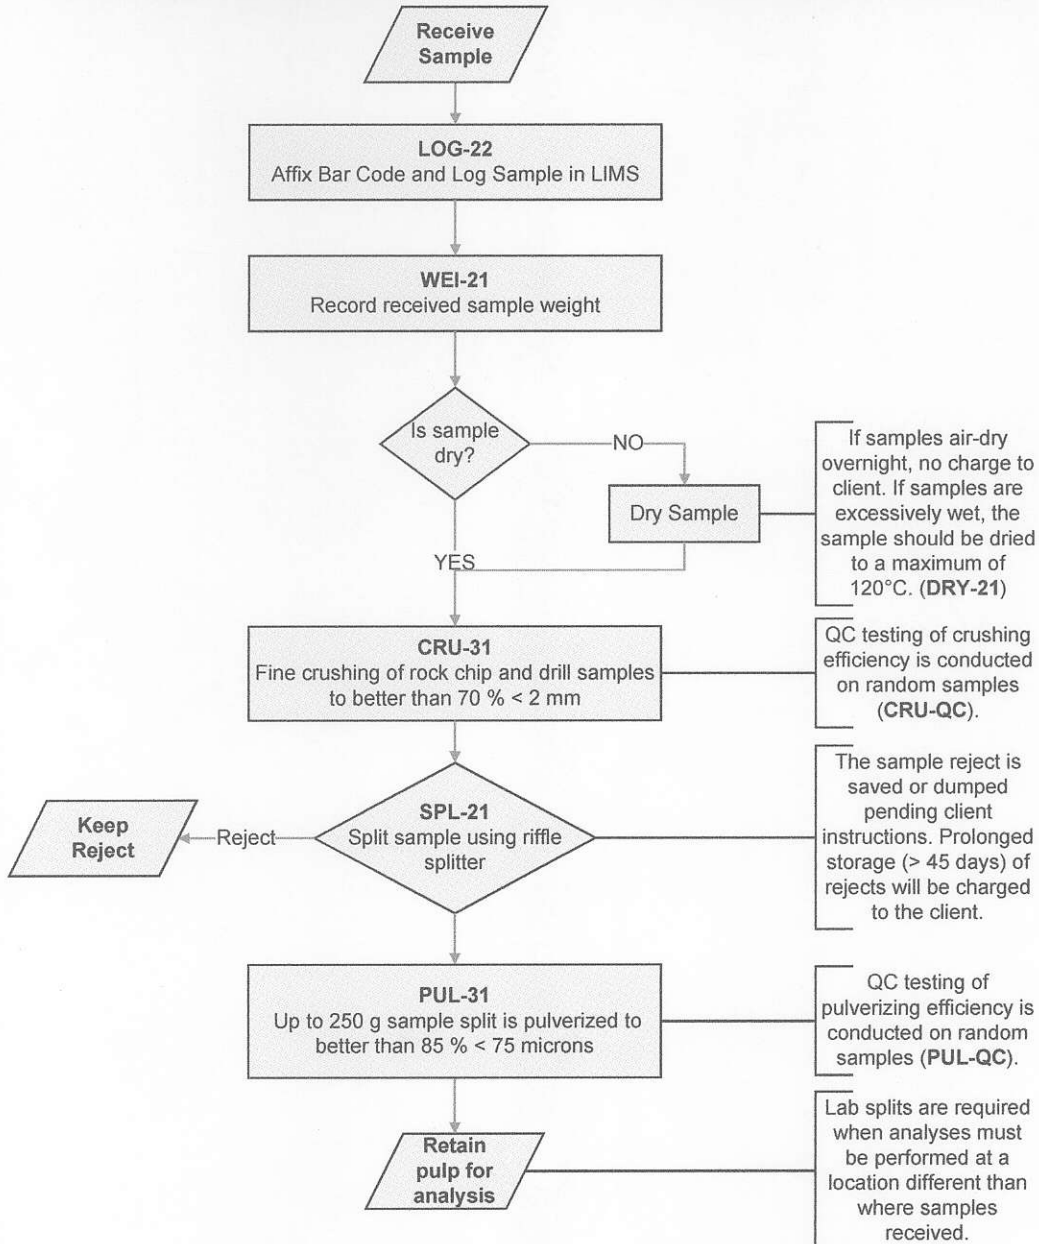 Receive
Sample
LOG-22
Affix Bar Code and Log Sample in LIMS
WEI-21
Record received sample weight
Is sample
dry?
NO
Dry Sample
If samples air-dry
overnight, no charge to
client. If samples are
excessively wet, the
sample should be dried
to a maximum of
120°C. (DRY-21)
YES
CRU-31
Fine crushing of rock chip and drill samples
to better than 70 % < 2 mm
QC testing of crushing
efficiency is conducted
on random samples
(CRU-QC).
SPL-21
Split sample using riffle
splitter
Reject
Keep
Reject
The sample reject is
saved or dumped
pending client
instructions. Prolonged
storage (> 45 days) of
rejects will be charged
to the client.
PUL-31
Up to 250 g sample split is pulverized to
better than 85 % < 75 microns
QC testing of
pulverizing efficiency is
conducted on random
samples (PUL-QC).
Retain
pulp for
analysis
Lab splits are required
when analyses must
be performed at a
location different than
where samples
received.